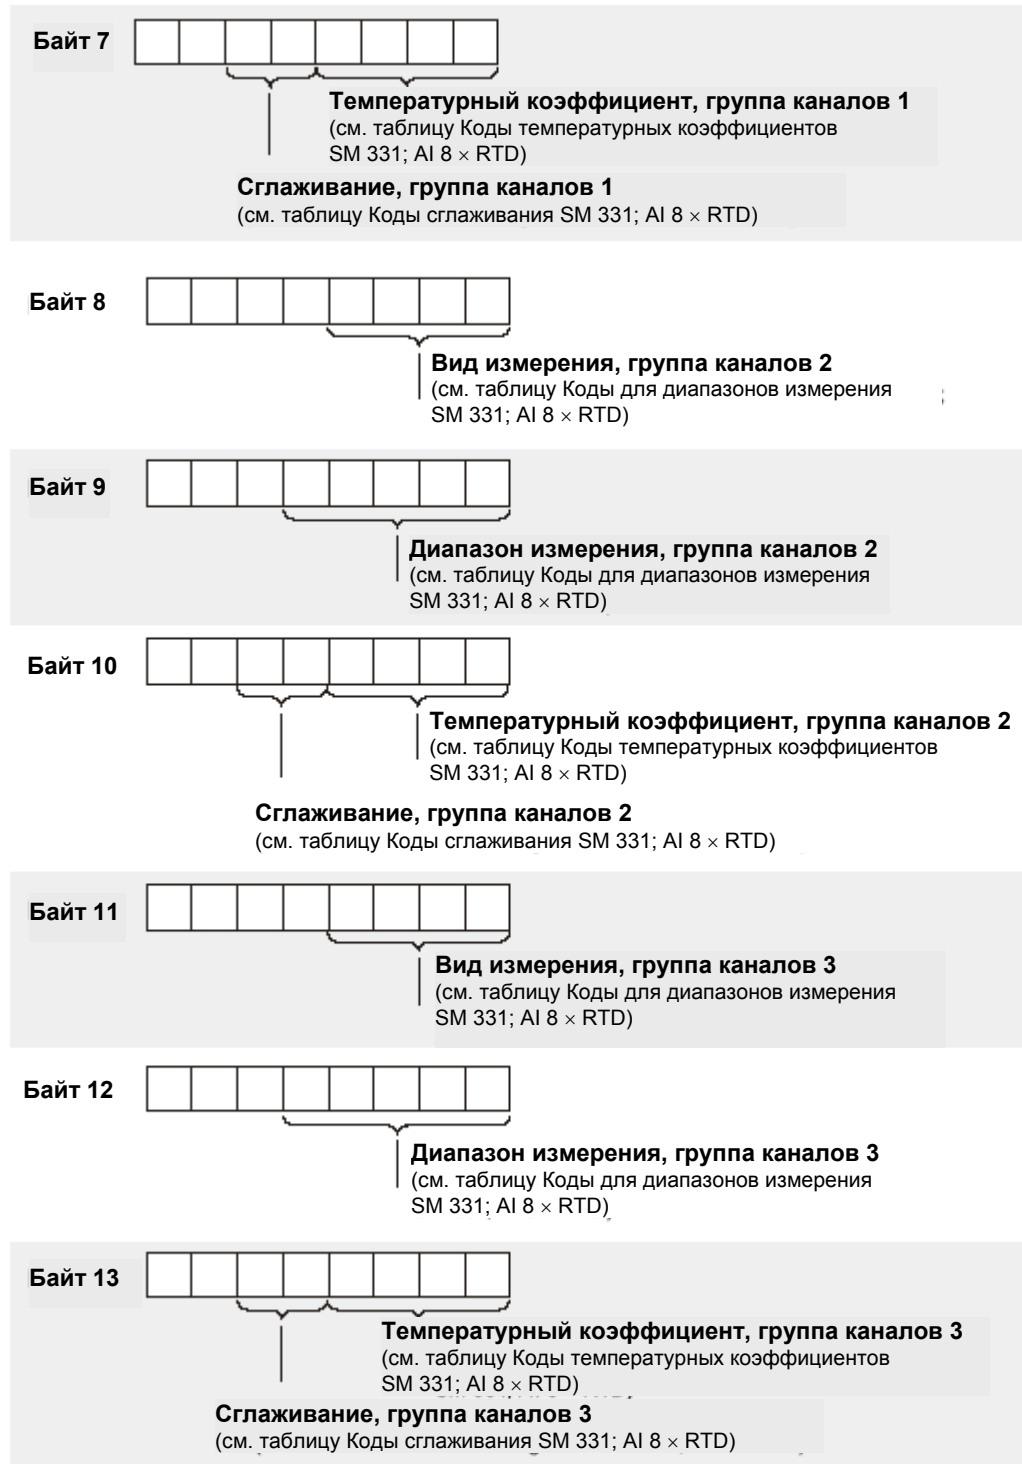 Байт 7
Температурный коэффициент, группа каналов 1
(см. таблицу Коды температурных коэффициентов
SM 331; AI 8 × RTD)
Сглаживание, группа каналов 1
(см. таблицу Коды сглаживания SM 331; AI 8 × RTD)
Байт 8
Вид измерения, группа каналов 2
(см. таблицу Коды для диапазонов измерения
SM 331; AI 8 × RTD)
Байт 9
Диапазон измерения, группа каналов 2
(см. таблицу Коды для диапазонов измерения
SM 331; AI 8 × RTD)
Байт 10
Температурный коэффициент, группа каналов 2
(см. таблицу Коды температурных коэффициентов
SM 331; AI 8 × RTD)
Сглаживание, группа каналов 2
(см. таблицу Коды сглаживания SM 331; AI 8 × RTD)
Байт 11
Вид измерения, группа каналов 3
(см. таблицу Коды для диапазонов измерения
SM 331; AI 8 × RTD)
Байт 12
Диапазон измерения, группа каналов 3
(см. таблицу Коды для диапазонов измерения
SM 331; AI 8 × RTD)
Байт 13
Температурный коэффициент, группа каналов 3
(см. таблицу Коды температурных коэффициентов
SM 331; AI 8 × RTD)
Сглаживание, группа каналов 3
(см. таблицу Коды сглаживания SM 331; AI 8 × RTD)